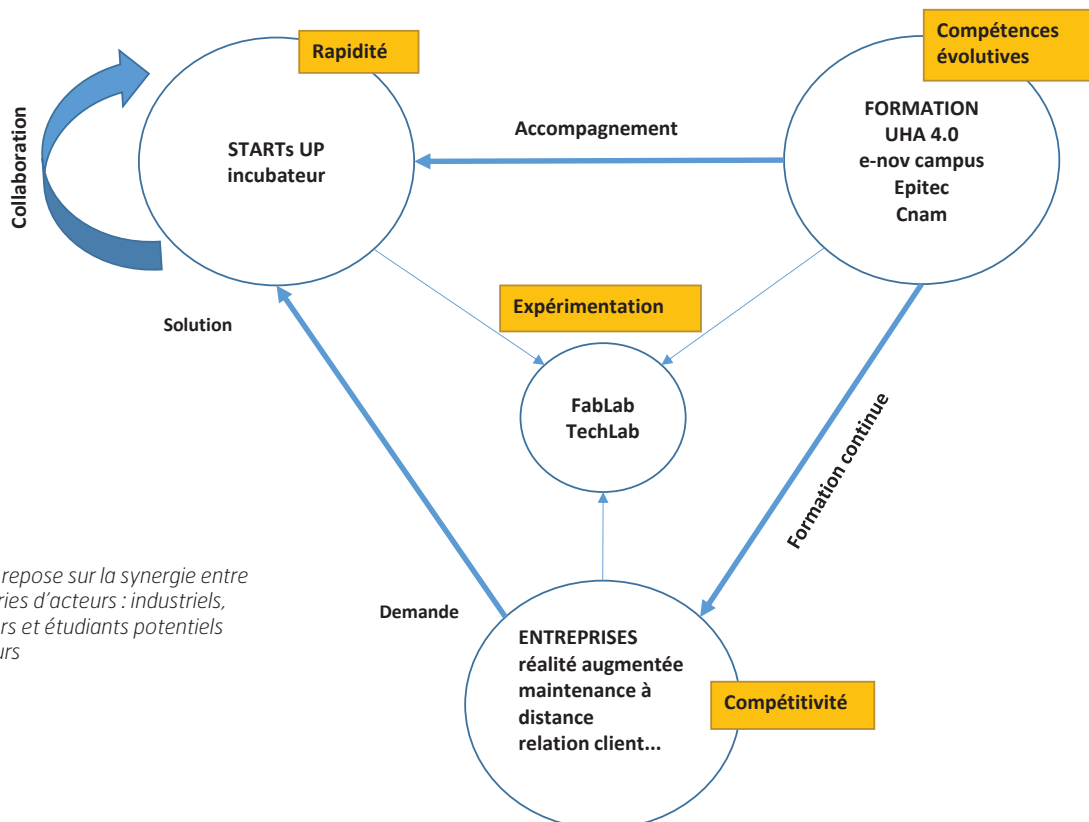 Rapidité
Compétences
évolutives
STARTs UP
incubateur
Collaboration
Accompagnement
FORMATION
UHA 4.0
e-nov campus
Epitec
Cnam
Solution
Expérimentation
FabLab
TechLab
Formation continue
repose sur la synergie entre
ries d’acteurs : industriels,
rs et étudiants potentiels
urs
Demande
ENTREPRISES
réalité augmentée
maintenance à
distance
relation client...
Compétitivité